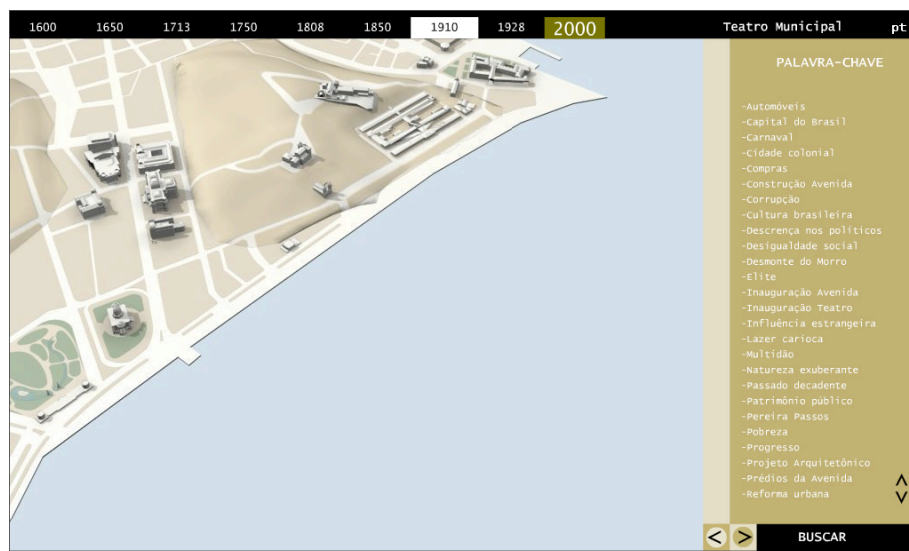 1600 1650 1713 1750 1808 1850 1910 1928 2000 Teatro Municipal pt
PALAVRA-CHAVE
-Automóveis
-Capital do Brasil
-Carnaval
-Cidade colonial
-Compras
-Construção Avenida
-Corrupção
-Cultura brasileira
-Descrença nos políticos
-Desigualdade social
-Desmonte do Morro
-Elite
-Inauguração Avenida
-Inauguração Teatro
-Influência estrangeira
-Lazer carioca
-Multidão
-Natureza exuberante
-Passado decadente
-Patrimônio público
-Pereira Passos
-Pobreza
-Progresso
-Projeto Arquitetônico
-Prédios da Avenida
-Reforma urbana
< > BUSCAR